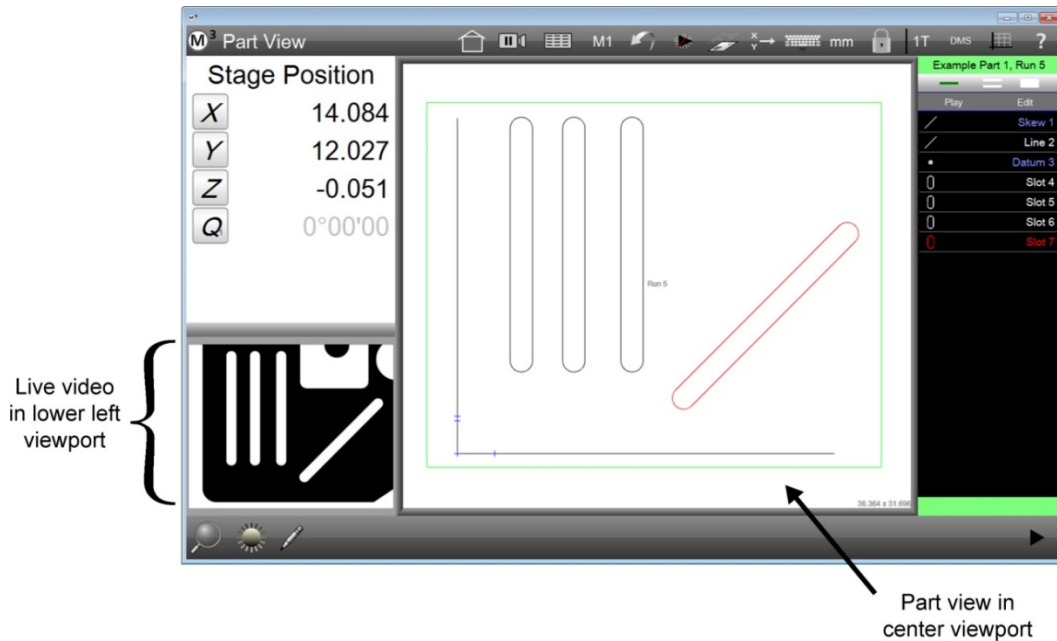 M³ Part View
M1
X Y
mm
1T
DMS
?
Stage Position
X 14.084
Y 12.027
Z -0.051
Q 0°00'00
Run 5
36.364 x 31.696
Example Part 1, Run 5
Play Edit
Skew 1
Line 2
Datum 3
Slot 4
Slot 5
Slot 6
Slot 7
Live video
in lower left
viewport
Part view in
center viewport